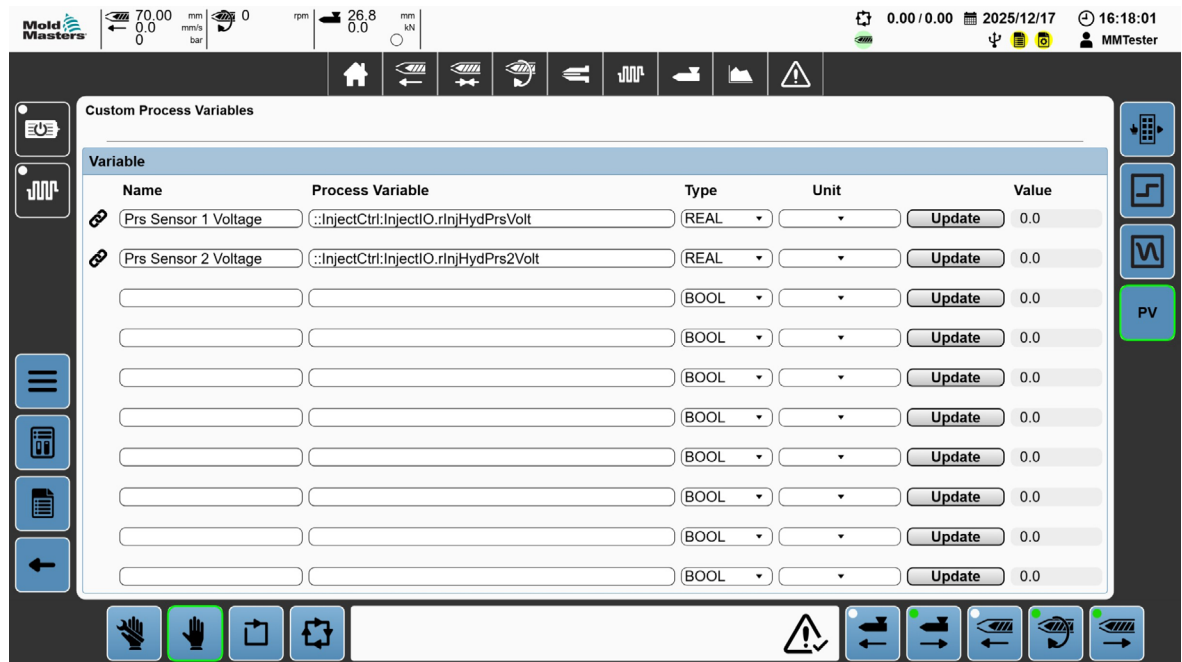 Mold Masters 70.00 mm 0 rpm 26.8 mm 0.00 / 0.00 2025/12/17 16:18:01
0.0 mm/s 0.0 kN
0 bar MMTester
Custom Process Variables
Variable
Name Process Variable Type Unit Value
Prs Sensor 1 Voltage ::InjectCtrl:InjectIO.rInjHydPrsVolt REAL Update 0.0
Prs Sensor 2 Voltage ::InjectCtrl:InjectIO.rInjHydPrs2Volt REAL Update 0.0
BOOL Update 0.0
PV
BOOL Update 0.0
BOOL Update 0.0
BOOL Update 0.0
BOOL Update 0.0
BOOL Update 0.0
BOOL Update 0.0
BOOL Update 0.0